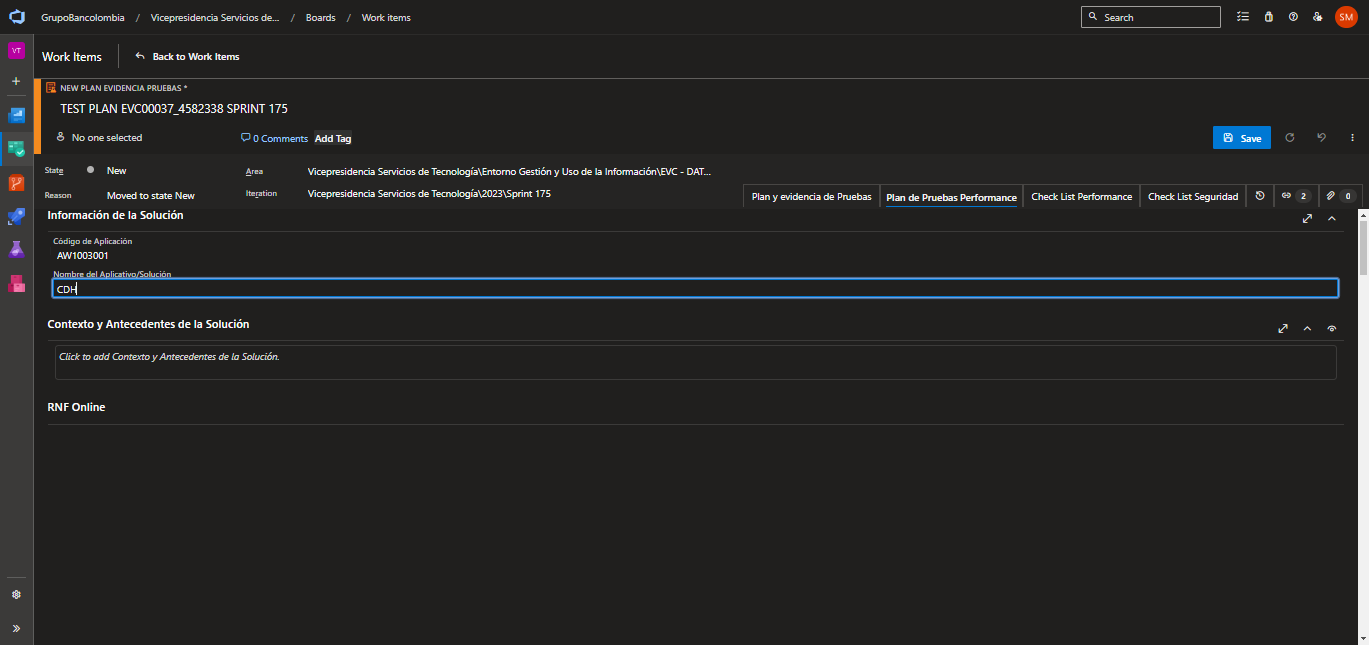 GrupoBancolombia / Vicepresidencia Servicios de... / Boards / Work items
Search
SM
VT
Work Items
Back to Work Items
NEW PLAN EVIDENCIA PRUEBAS *
TEST PLAN EVC00037_4582338 SPRINT 175
No one selected
0 Comments
Add Tag
Save
State
New
Area
Vicepresidencia Servicios de Tecnología\Entorno Gestión y Uso de la Información\EVC - DAT...
Reason
Moved to state New
Iteration
Vicepresidencia Servicios de Tecnología\2023\Sprint 175
Plan y evidencia de Pruebas
Plan de Pruebas Performance
Check List Performance
Check List Seguridad
2
0
Información de la Solución
Código de Aplicación
AW1003001
Nombre del Aplicativo/Solución
CDH
Contexto y Antecedentes de la Solución
Click to add Contexto y Antecedentes de la Solución.
RNF Online